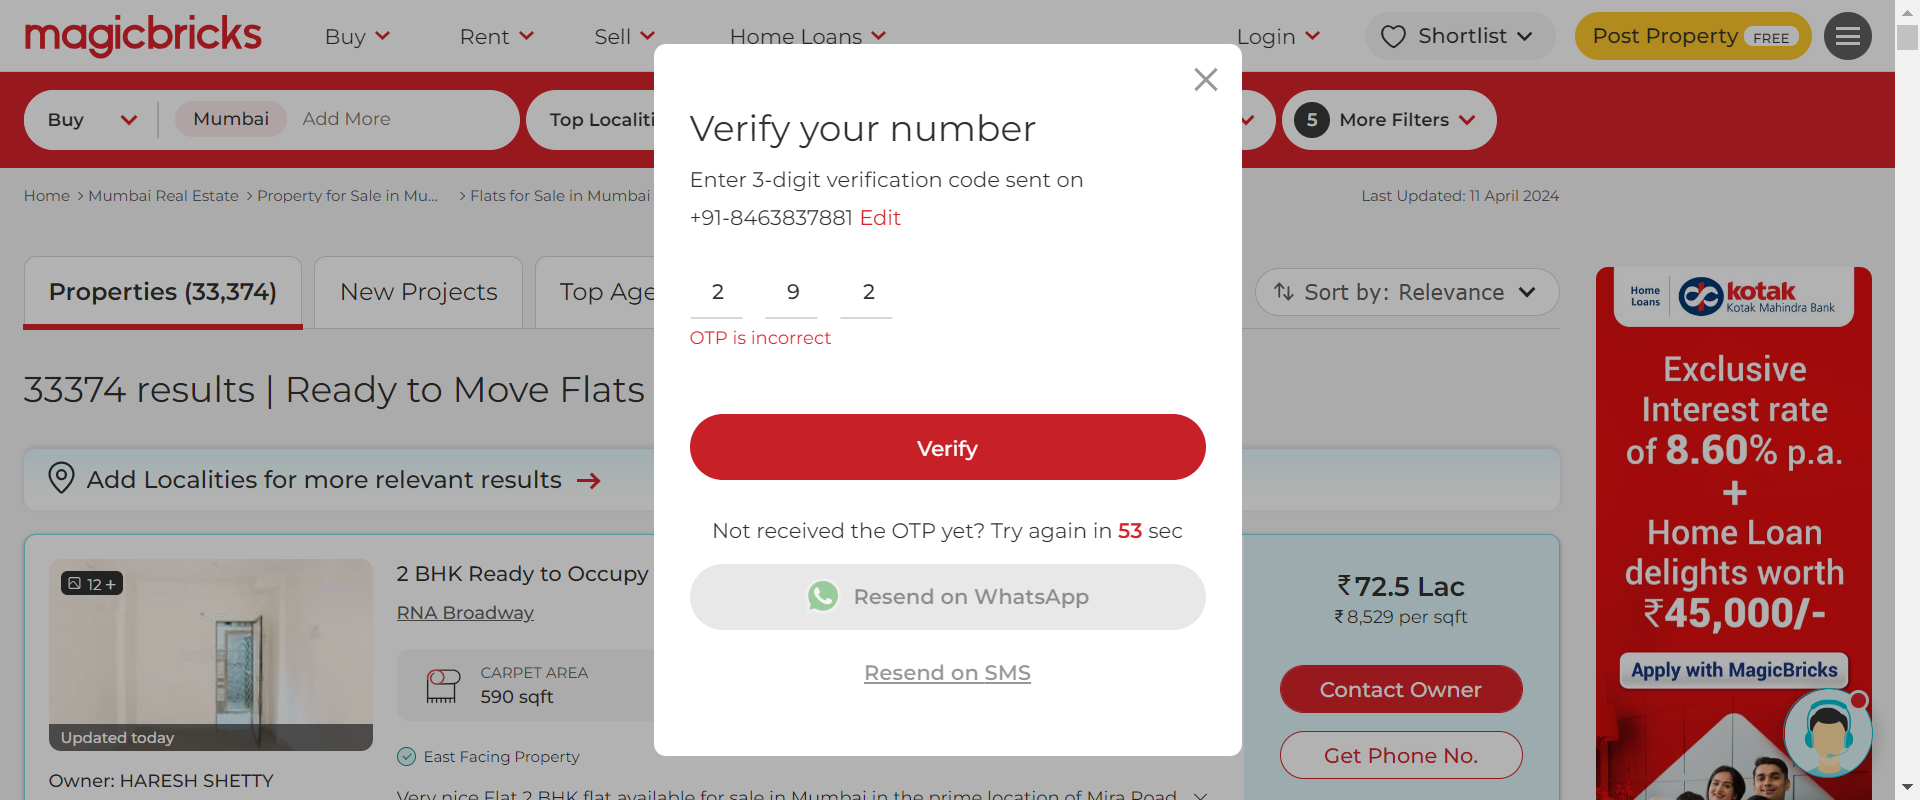 magicbricks
Buy
Rent
Sell
Home Loans
Login
Shortlist
Post Property FREE
Buy
Mumbai
Add More
Top Localiti
5 More Filters
Home > Mumbai Real Estate > Property for Sale in Mu... > Flats for Sale in Mumbai
Last Updated: 11 April 2024
Properties (33,374)
New Projects
Top Age
Sort by: Relevance
33374 results | Ready to Move Flats
Add Localities for more relevant results
12 +
Updated today
Owner: HARESH SHETTY
2 BHK Ready to Occupy
RNA Broadway
CARPET AREA
590 sqft
East Facing Property
Very nice Flat 2 BHK flat available for sale in Mumbai in the prime location of Mira Road
₹72.5 Lac
₹8,529 per sqft
Contact Owner
Get Phone No.
Verify your number
Enter 3-digit verification code sent on
+91-8463837881 Edit
2 9 2
OTP is incorrect
Verify
Not received the OTP yet? Try again in 53 sec
Resend on WhatsApp
Resend on SMS
Home
Loans
kotak
Kotak Mahindra Bank
Exclusive
Interest rate
of 8.60% p.a.
+
Home Loan
delights worth
₹45,000/-
Apply with MagicBricks